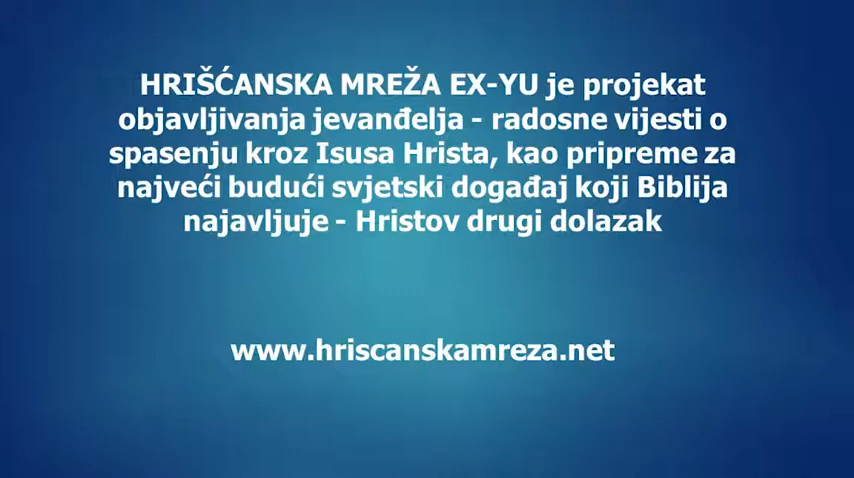 HRIŠĆANSKA MREŽA EX-YU je projekat
objavljivanja jevanđelja - radosne vijesti o
spasenju kroz Isusa Hrista, kao pripreme za
najveći budući svjetski događaj koji Biblija
najavljuje - Hristov drugi dolazak
www.hriscanskamreza.net